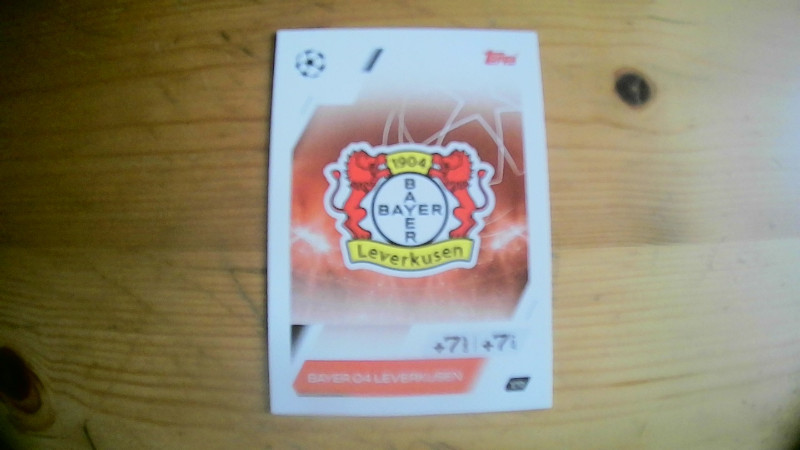 Topps
1904
BAYER
BAYER
Leverkusen
+7 +7
BAYER 04 LEVERKUSEN